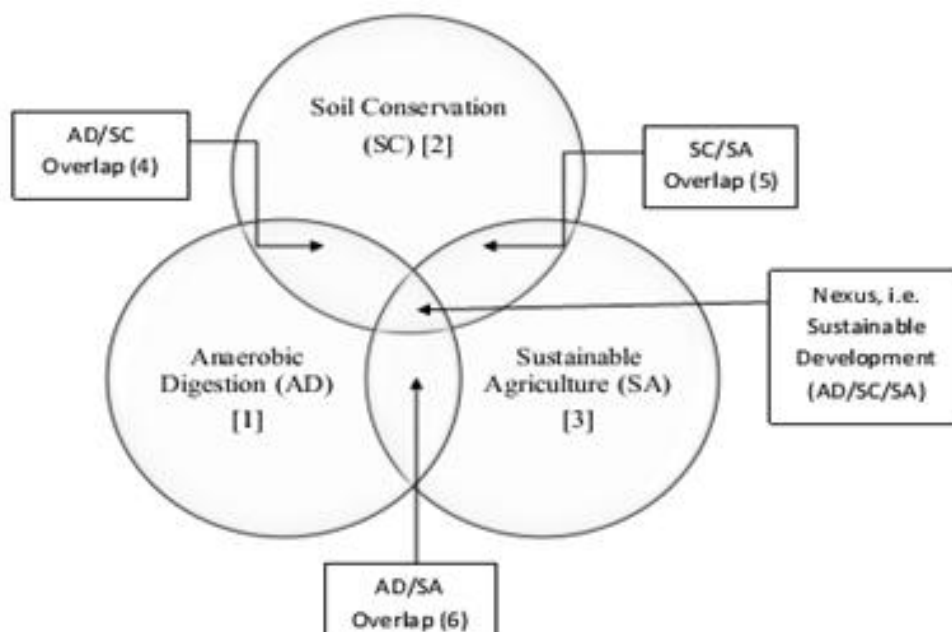 Soil Conservation
(SC) [2]
AD/SC
Overlap (4)
SC/SA
Overlap (5)
Nexus, i.e.
Sustainable
Development
(AD/SC/SA)
Anaerobic
Digestion (AD)
[1]
Sustainable
Agriculture (SA)
[3]
AD/SA
Overlap (6)